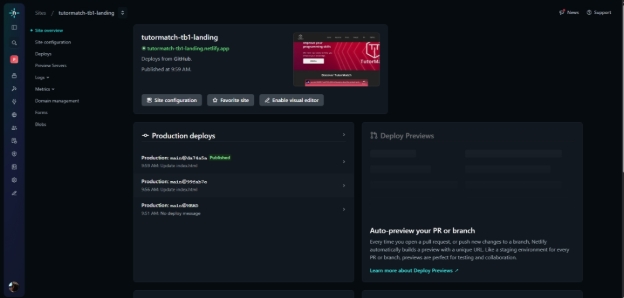 Sites / tutormatch-tb1-landing
News
Support
Site overview
Site configuration
Deploys
Preview Servers
Logs
Metrics
Domain management
Forms
Blobs
tutormatch-tb1-landing
tutormatch-tb1-landing.netlify.app
Deploys from GitHub.
Published at 9:59 AM.
programming skills
TutorMatch
Discover TutorMatch
Site configuration
Favorite site
Enable visual editor
Production deploys
Production: Published
9:59 AM: Update index.html
Production:
9:56 AM: Update index.html
Production: main@HEAD
9:21 AM: No deploy message
Deploy Previews
Auto-preview your PR or branch
Every time you open a pull request, or push new changes to a branch, Netlify
automatically builds a preview with a unique URL. Like a staging environment for every
PR or branch, previews are perfect for testing and collaboration.
Learn more about Deploy Previews